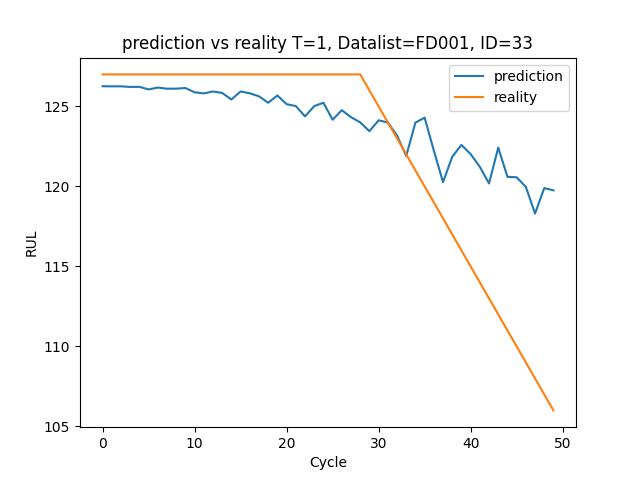 prediction vs reality T=1, Datalist=FD001, ID=33
prediction
reality
125
120
115
110
105
RUL
0 10 20 30 40 50
Cycle